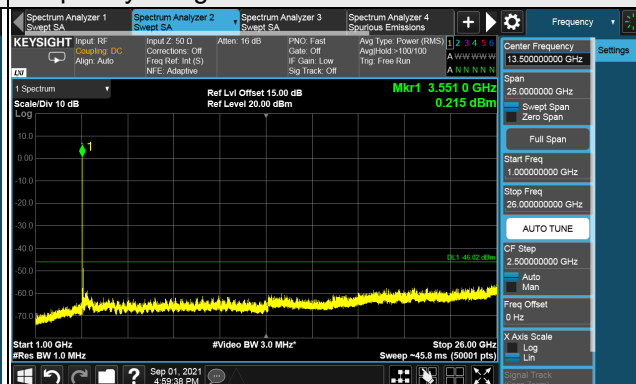 Spectrum Analyzer 1
Swept SA
Spectrum Analyzer 2
Swept SA
Spectrum Analyzer 3
Swept SA
Spectrum Analyzer 4
Spurious Emissions
Frequency
KEYSIGHT
Input: RF
Coupling: DC
Align: Auto
Input Z: 50 Ω
Corrections: Off
Freq Ref: Int (S)
NFE: Adaptive
Atten: 16 dB
PNO: Fast
Gate: Off
IF Gain: Low
Sig Track: Off
Avg Type: Power (RMS)
Avg|Hold:>100/100
Trig: Free Run
1 2 3 4 5 6
A W W W W W
A N N N N N
LXI
1 Spectrum
Scale/Div 10 dB
Log
Ref Lvl Offset 15.00 dB
Ref Level 20.00 dBm
Mkr1 3.551 0 GHz
0.215 dBm
10.0
0.00
-10.0
-20.0
-30.0
-40.0
-50.0
-60.0
-70.0
1
DL1 -46.02 dBm
Start 1.00 GHz
#Res BW 1.0 MHz
#Video BW 3.0 MHz*
Stop 26.00 GHz
Sweep ~45.8 ms (50001 pts)
Sep 01, 2021
4:59:38 PM
Center Frequency
13.500000000 GHz
Settings
Span
25.0000000 GHz
Swept Span
Zero Span
Full Span
Start Freq
1.000000000 GHz
Stop Freq
26.000000000 GHz
AUTO TUNE
CF Step
2.500000000 GHz
Auto
Man
Freq Offset
0 Hz
X Axis Scale
Log
Lin
Signal Track